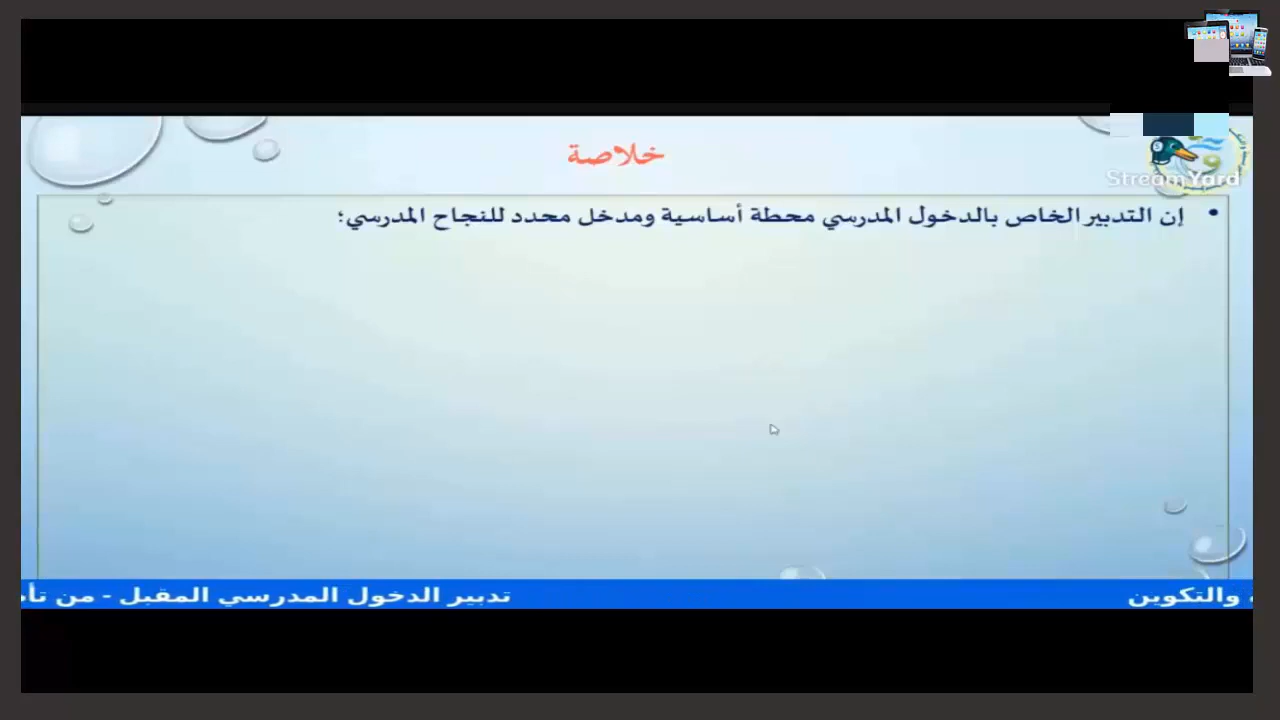 خلاصة
StreamYard
• إن التدبير الخاص بالدخول المدرسي محطة أساسية ومدخل محدد للنجاح المدرسي؛
والتكوين
تدبير الدخول المدرسي المقبل - من